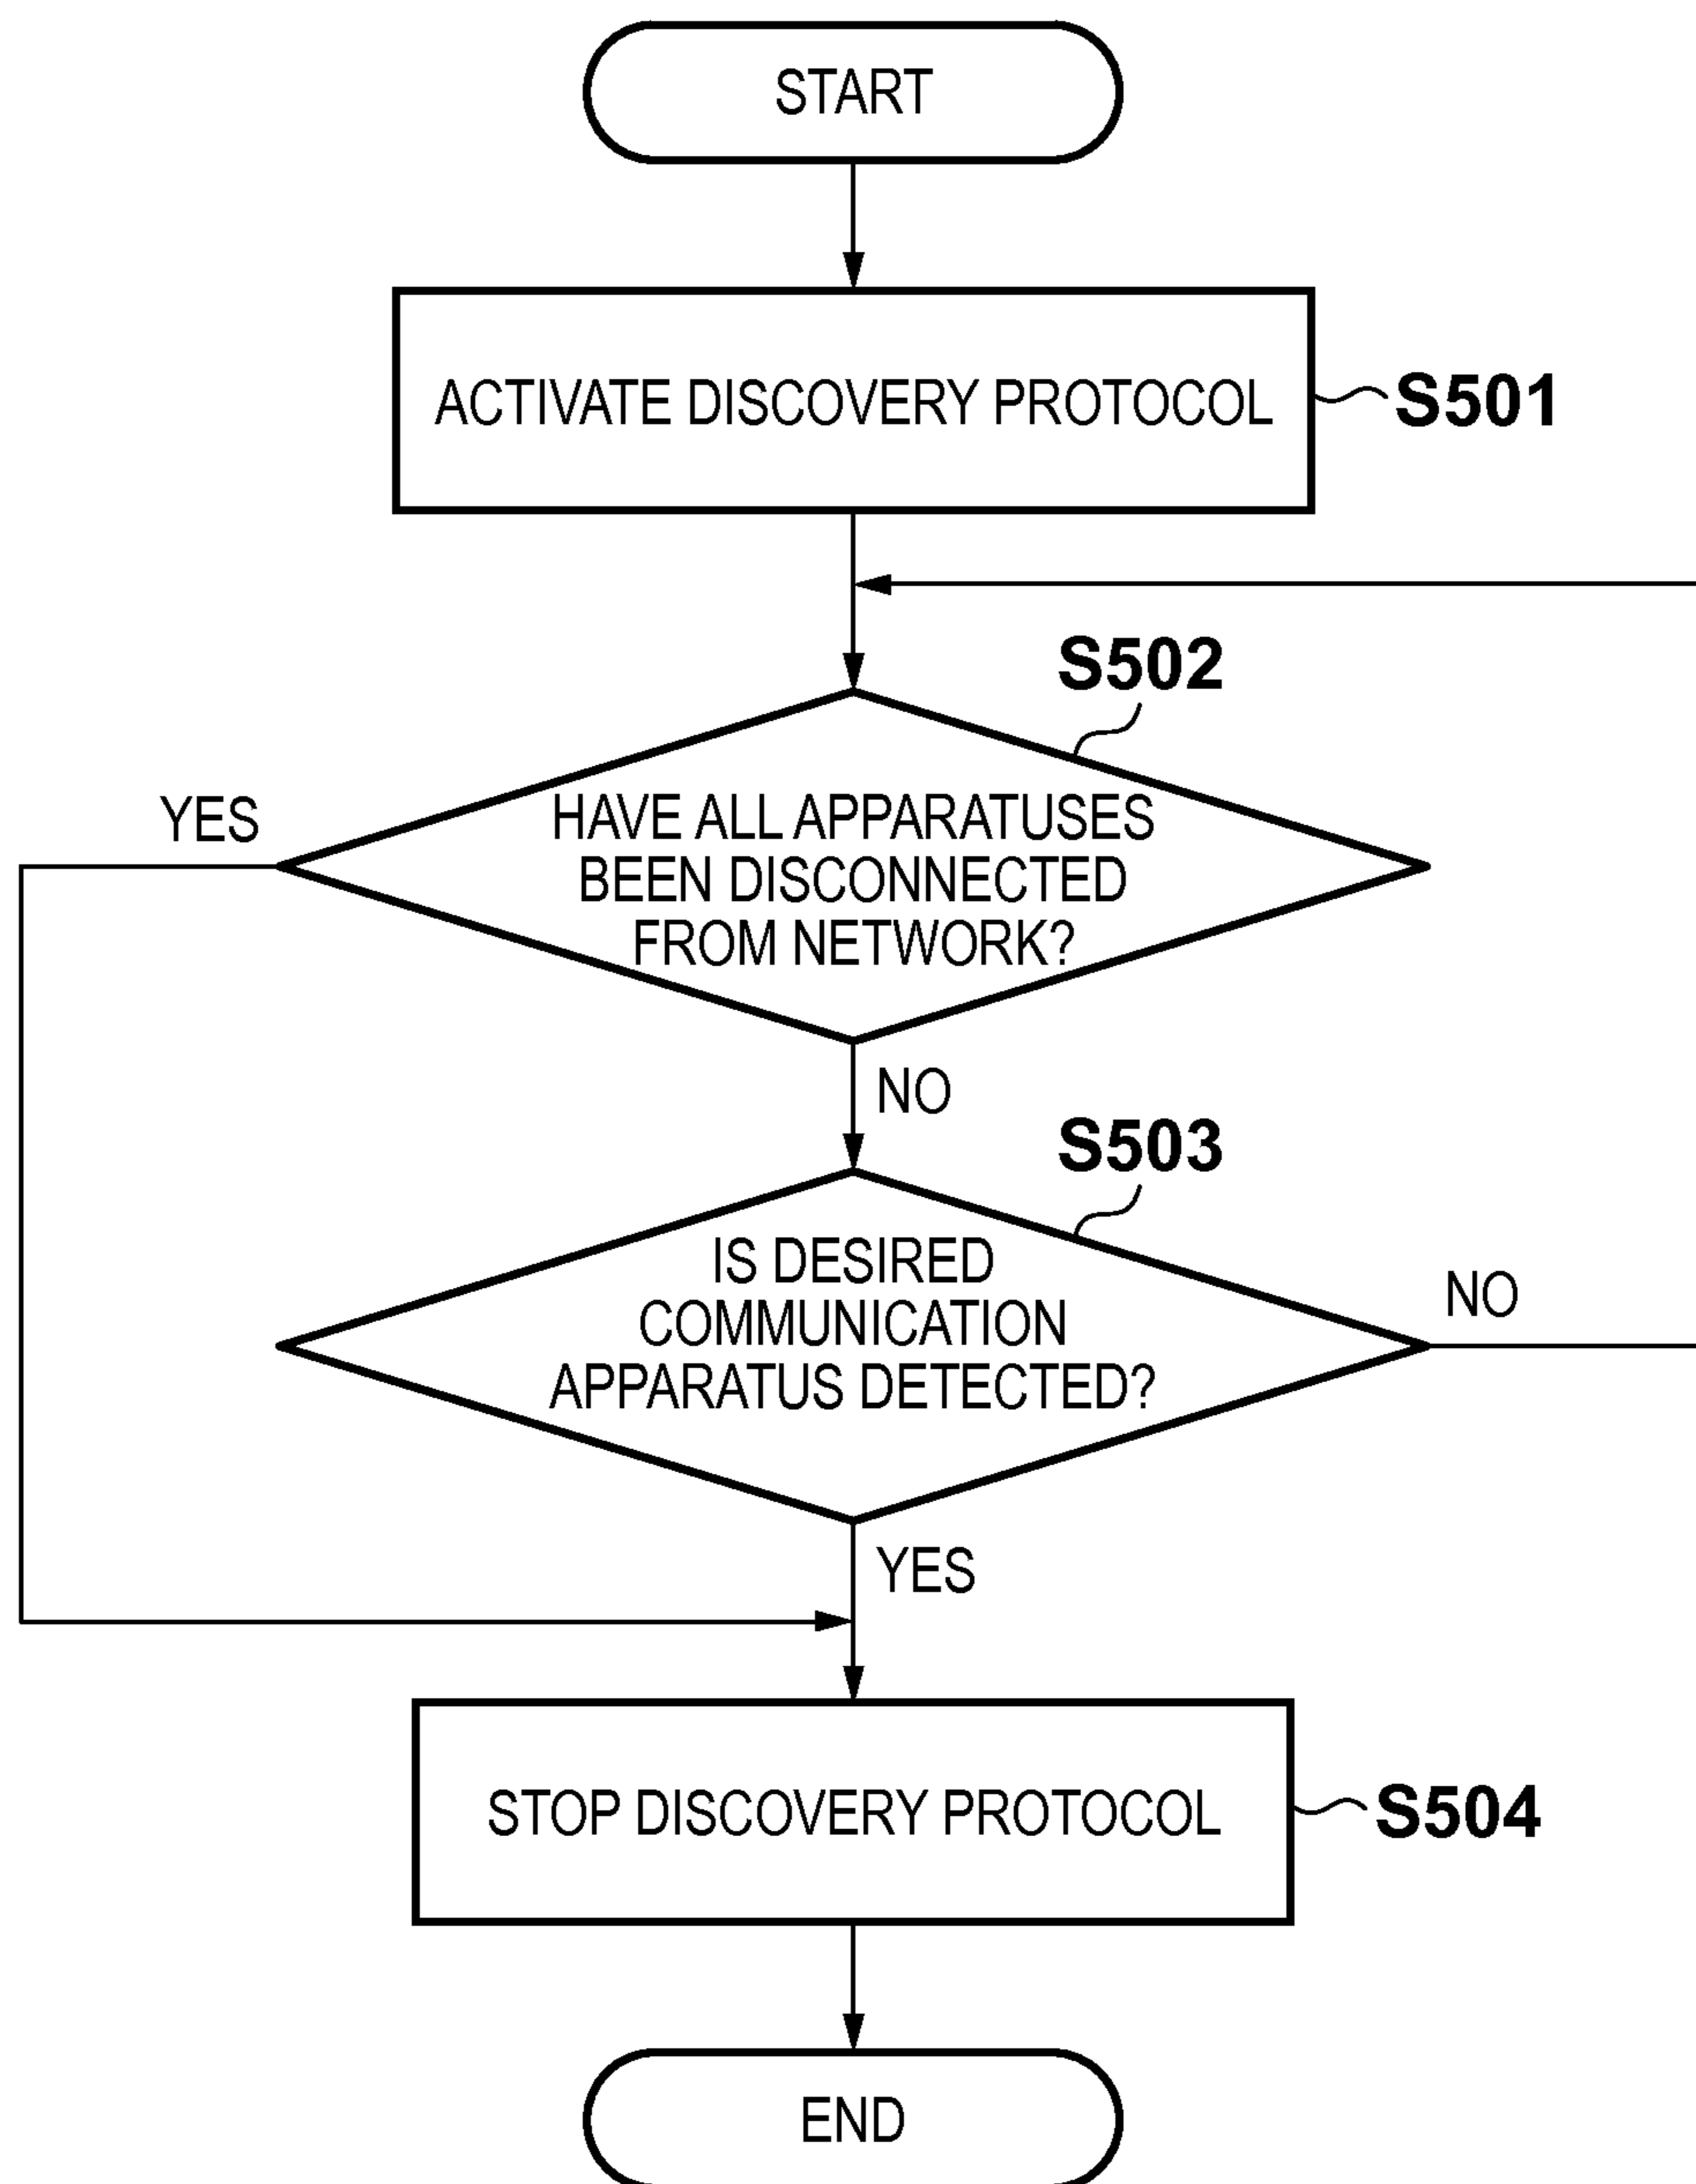 START
ACTIVATE DISCOVERY PROTOCOL
S501
S502
YES
HAVE ALL APPARATUSES
BEEN DISCONNECTED
FROM NETWORK?
NO
S503
IS DESIRED
COMMUNICATION
APPARATUS DETECTED?
NO
YES
STOP DISCOVERY PROTOCOL
S504
END